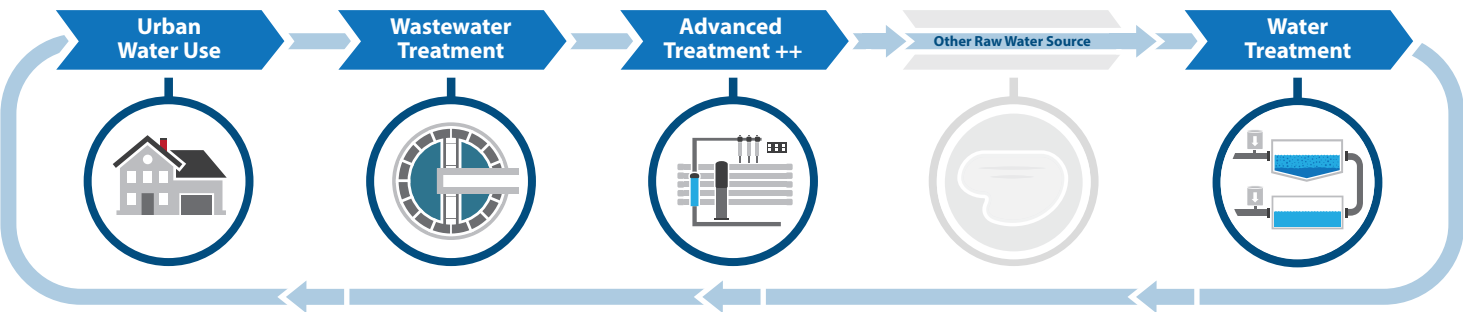 Urban
Water Use
Wastewater
Treatment
Advanced
Treatment ++
Other Raw Water Source
Water
Treatment